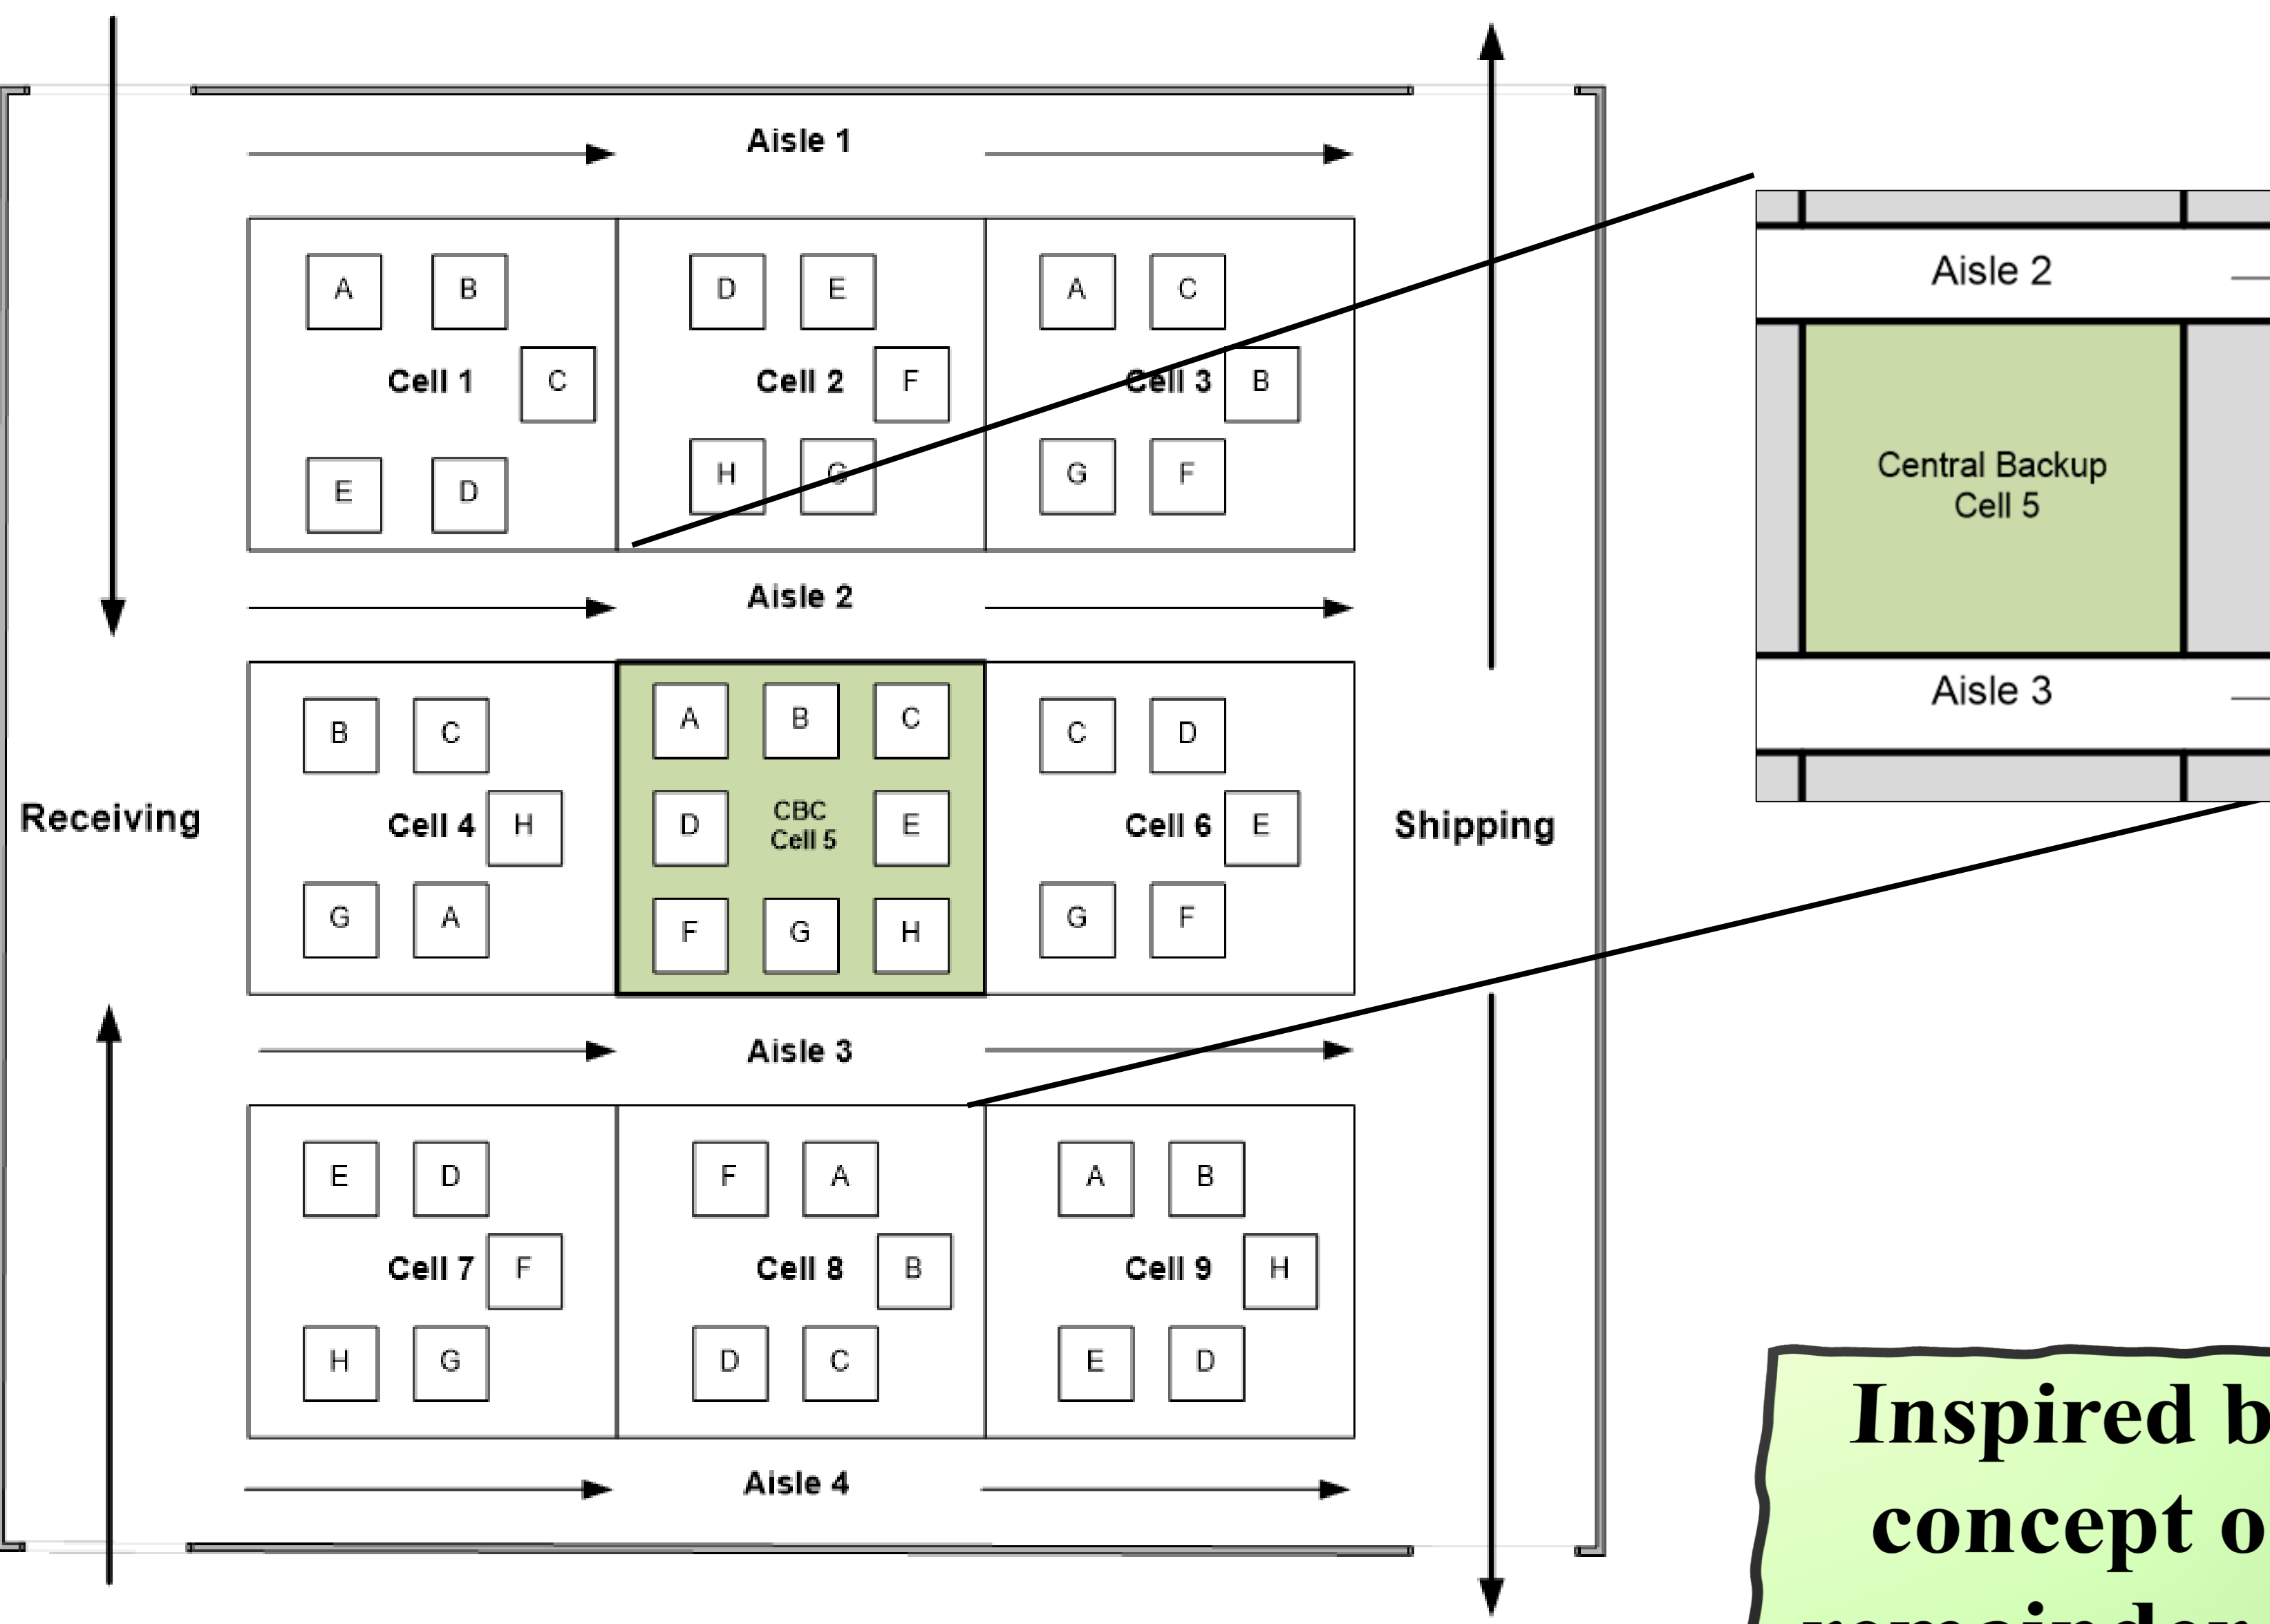 Aisle 1
A B D E A C
Cell 1 C Cell 2 F Cell 3 B
H G G F
E D
Aisle 2
B C A B C C D
Receiving Cell 4 H D CBC E Cell 6 E Shipping
Cell 5
G A F G H G F
Aisle 3
E D F A A B
Cell 7 F Cell 8 B Cell 9 H
H G D C E D
Aisle 4
Aisle 2
Central Backup
Cell 5
Aisle 3
Inspired b
concept o
remainder